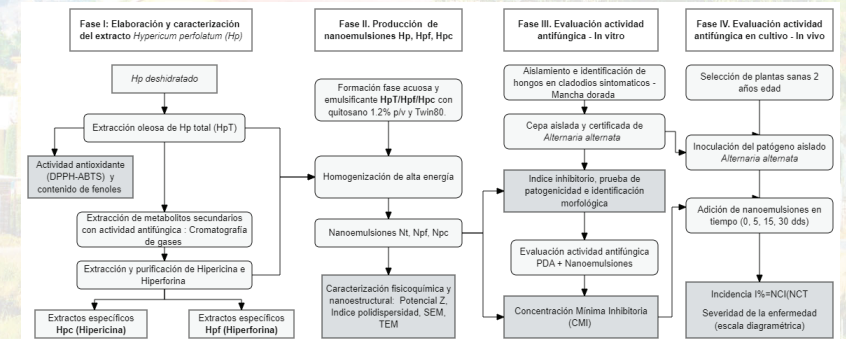 Fase I: Elaboración y caracterización
del extracto Hypericum perfolatum (Hp)
Hp deshidratado
Extracción oleosa de Hp total (HpT)
Actividad antioxidante
(DPPH-ABTS) y
contenido de fenoles
Extracción de metabolitos secundarios
con actividad antifúngica : Cromatografía
de gases
Extracción y purificación de Hipericina e
Hiperforina
Extractos específicos
Hpc (Hipericina)
Extractos específicos
Hpf (Hiperforina)
Fase II. Producción de
nanoemulsiones Hp, Hpf, Hpc
Formación fase acuosa y
emulsificante HpT/Hpf/Hpc con
quitosano 1.2% p/v y Twin80.
Homogenización de alta energía
Nanoemulsiones Nt, Npf, Npc
Caracterización fisicoquímica y
nanoestructural: Potencial Z,
Indice polidispersidad, SEM,
TEM
Fase III. Evaluación actividad
antifúngica - In vitro
Aislamiento e identificación de
hongos en cladodios sintomaticos -
Mancha dorada
Cepa aislada y certificada de
Alternaria alternata
Indice inhibitorio, prueba de
patogenicidad e identificación
morfológica
Evaluación actividad antifúngica
PDA + Nanoemulsiones
Concentración Mínima Inhibitoria
(CMI)
Fase IV. Evaluación actividad
antifúngica en cultivo - In vivo
Selección de plantas sanas 2
años edad
Inoculación del patógeno aislado
Alternaria alternata
Adición de nanoemulsiones en
tiempo (0, 5, 15, 30 dds)
Incidencia I%=NCI(NCT
Severidad de la enfermedad
(escala diagramétrica)